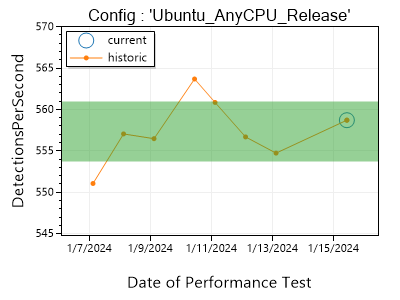 Config : 'Ubuntu_AnyCPU_Release'
current
historic
DetectionsPerSecond
570
565
560
555
550
545
1/7/2024 1/9/2024 1/11/2024 1/13/2024 1/15/2024
Date of Performance Test